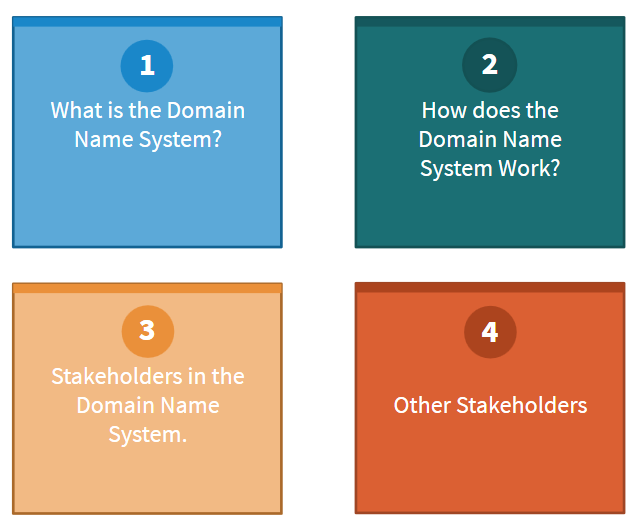 1
What is the Domain
Name System?
2
How does the
Domain Name
System Work?
3
Stakeholders in the
Domain Name
System.
4
Other Stakeholders